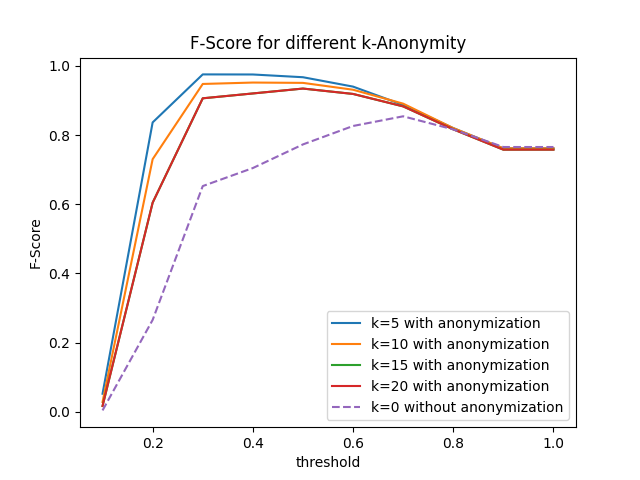 F-Score for different k-Anonymity
F-Score
1.0
0.8
0.6
0.4
0.2
0.0
k=5 with anonymization
k=10 with anonymization
k=15 with anonymization
k=20 with anonymization
k=0 without anonymization
0.2 0.4 0.6 0.8 1.0
threshold